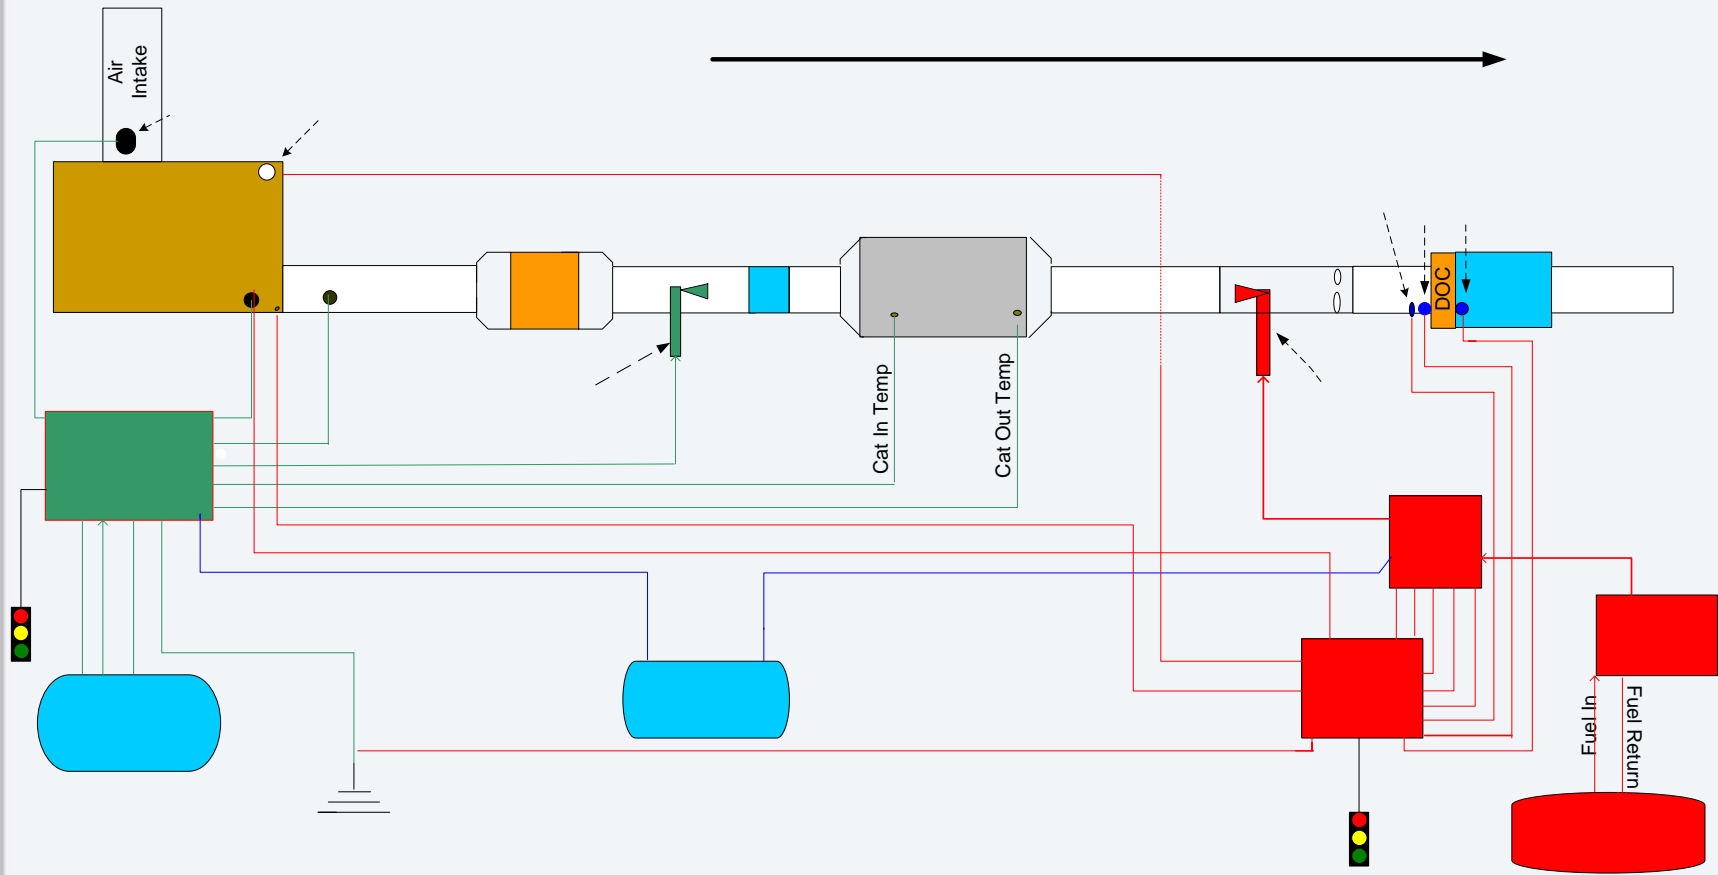 Air
Intake
DOC
Cat In Temp
Cat Out Temp
Fuel In
Fuel Return